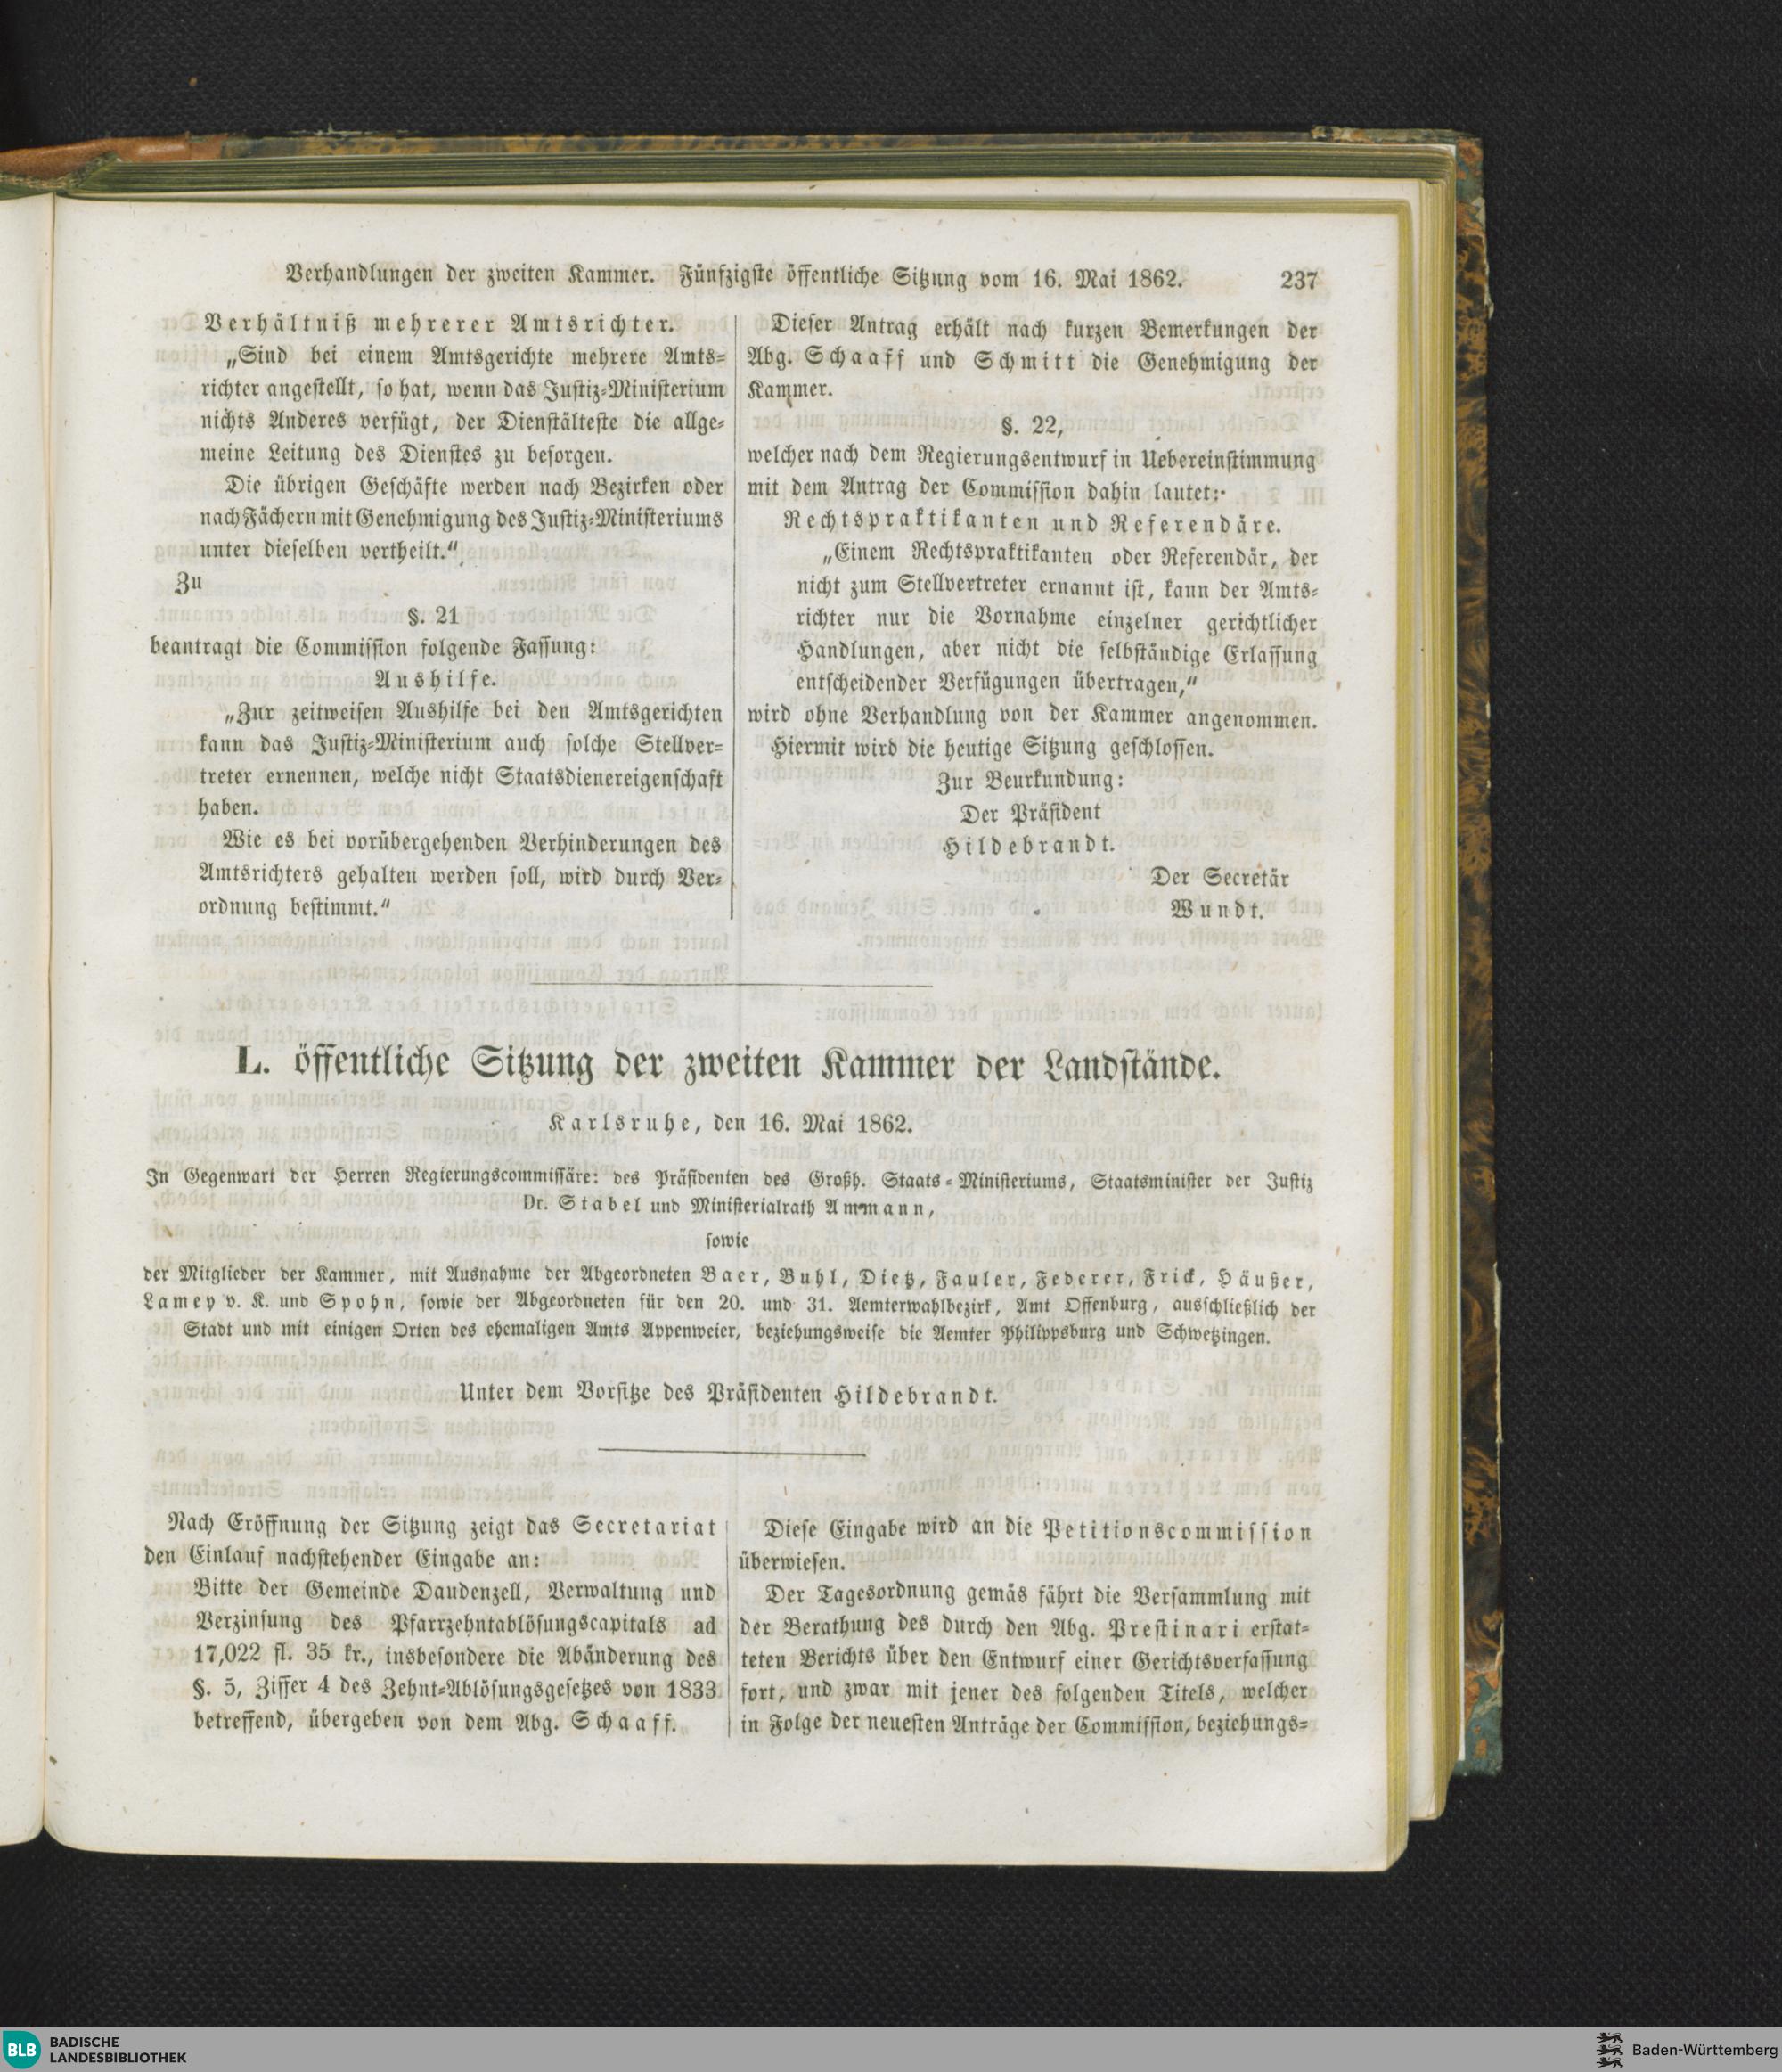 Verhandlungen der zweiten Kammer. Fünfzigste öffentliche Sitzung vom 16. Mai 1862. 237
Verhältniß mehrerer Amtsrichter.
„Sind bei einem Amtsgerichte mehrere Amts-
richter angestellt, so hat, wenn das Justiz-Ministerium
nichts Anderes verfügt, der Dienstälteste die allge-
meine Leitung des Dienstes zu besorgen.
Die übrigen Geschäfte werden nach Bezirken oder
nach Fächern mit Genehmigung des Justiz-Ministeriums
unter dieselben vertheilt.“
Zu
§. 21
beantragt die Commission folgende Fassung:
Aushilfe.
„Zur zeitweisen Aushilfe bei den Amtsgerichten
kann das Justiz-Ministerium auch solche Stellver-
treter ernennen, welche nicht Staatsdienereigenschaft
haben.
Wie es bei vorübergehenden Verhinderungen des
Amtsrichters gehalten werden soll, wird durch Ver-
ordnung bestimmt.“
Dieser Antrag erhält nach kurzen Bemerkungen der
Abg. Schaaff und Schmitt die Genehmigung der
Kammer.
§. 22,
welcher nach dem Regierungsentwurf in Uebereinstimmung
mit dem Antrag der Commission dahin lautet:
Rechtspraktikanten und Referendäre.
„Einem Rechtspraktikanten oder Referendär, der
nicht zum Stellvertreter ernannt ist, kann der Amts-
richter nur die Vornahme einzelner gerichtlicher
Handlungen, aber nicht die selbständige Erlassung
entscheidender Verfügungen übertragen,“
wird ohne Verhandlung von der Kammer angenommen.
Hiermit wird die heutige Sitzung geschlossen.
Zur Beurkundung:
Der Präsident
Hildebrandt.
Der Secretär
Wundt.
L. öffentliche Sitzung der zweiten Kammer der Landstände.
Karlsruhe, den 16. Mai 1862.
In Gegenwart der Herren Regierungscommissäre: des Präsidenten des Großh. Staats-Ministeriums, Staatsminister der Justiz
Dr. Stabel und Ministerialrath Ammann,
sowie
der Mitglieder der Kammer, mit Ausnahme der Abgeordneten Baer, Buhl, Dietz, Fauler, Federer, Frick, Häußer,
Lamey v. K. und Spohn, sowie der Abgeordneten für den 20. und 31. Aemterwahlbezirk, Amt Offenburg, ausschließlich der
Stadt und mit einigen Orten des ehemaligen Amts Appenweier, beziehungsweise die Aemter Philippsburg und Schwetzingen.
Unter dem Vorsitze des Präsidenten Hildebrandt.
Nach Eröffnung der Sitzung zeigt das Secretariat
den Einlauf nachstehender Eingabe an:
Bitte der Gemeinde Daudenzell, Verwaltung und
Verzinsung des Pfarrzehntablösungscapitals ad
17,022 fl. 35 kr., insbesondere die Abänderung des
§. 5, Ziffer 4 des Zehnt-Ablösungsgesetzes von 1833
betreffend, übergeben von dem Abg. Schaaff.
Diese Eingabe wird an die Petitionscommission
überwiesen.
Der Tagesordnung gemäs fährt die Versammlung mit
der Berathung des durch den Abg. Prestinari erstat-
teten Berichts über den Entwurf einer Gerichtsverfassung
fort, und zwar mit jener des folgenden Titels, welcher
in Folge der neuesten Anträge der Commission, beziehungs-
BLB BADISCHE
LANDESBIBLIOTHEK
Baden-Württemberg